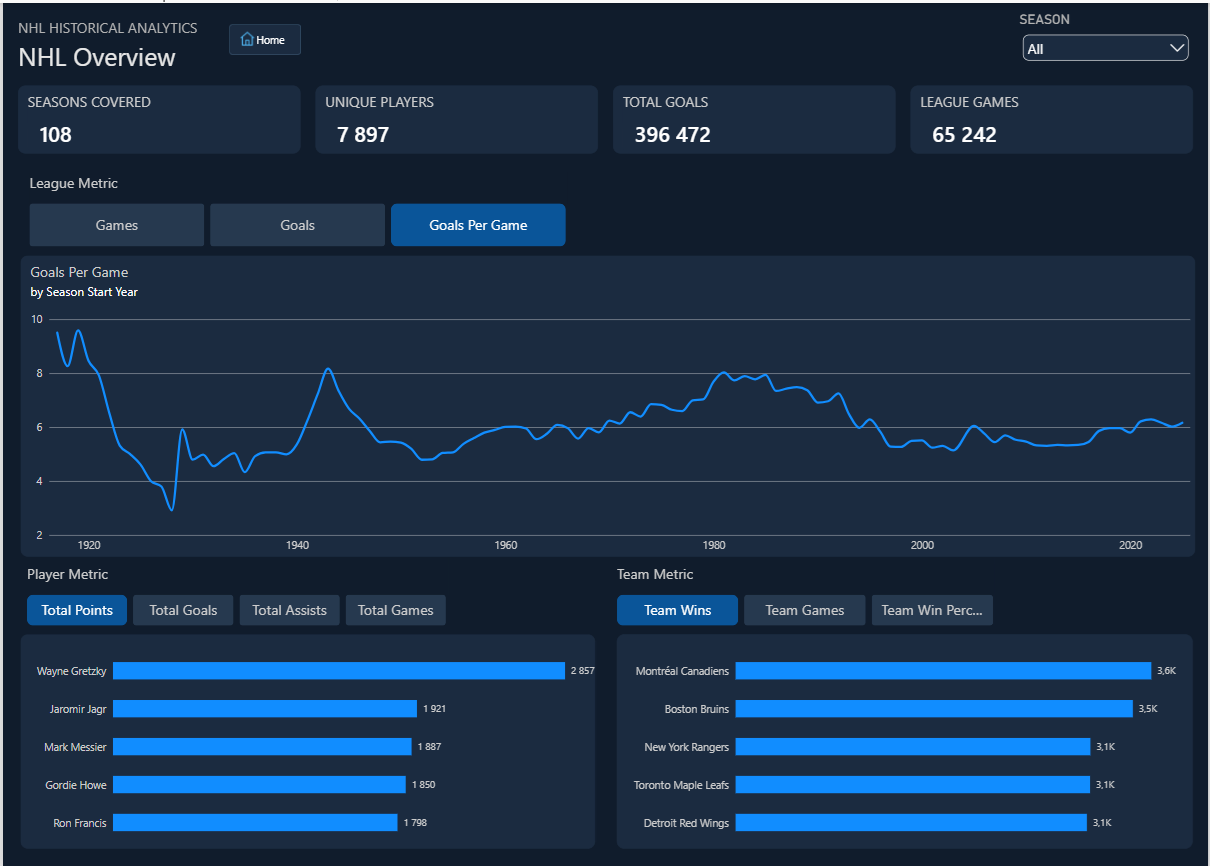 NHL HISTORICAL ANALYTICS
NHL Overview
Home
SEASON
All
SEASONS COVERED
108
UNIQUE PLAYERS
7 897
TOTAL GOALS
396 472
LEAGUE GAMES
65 242
League Metric
Games
Goals
Goals Per Game
Goals Per Game
by Season Start Year
10
8
6
4
2
1920
1940
1960
1980
2000
2020
Player Metric
Total Points
Total Goals
Total Assists
Total Games
Wayne Gretzky 2 857
Jaromir Jagr 1 921
Mark Messier 1 887
Gordie Howe 1 850
Ron Francis 1 798
Team Metric
Team Wins
Team Games
Team Win Perc...
Montréal Canadiens 3,6K
Boston Bruins 3,5K
New York Rangers 3,1K
Toronto Maple Leafs 3,1K
Detroit Red Wings 3,1K